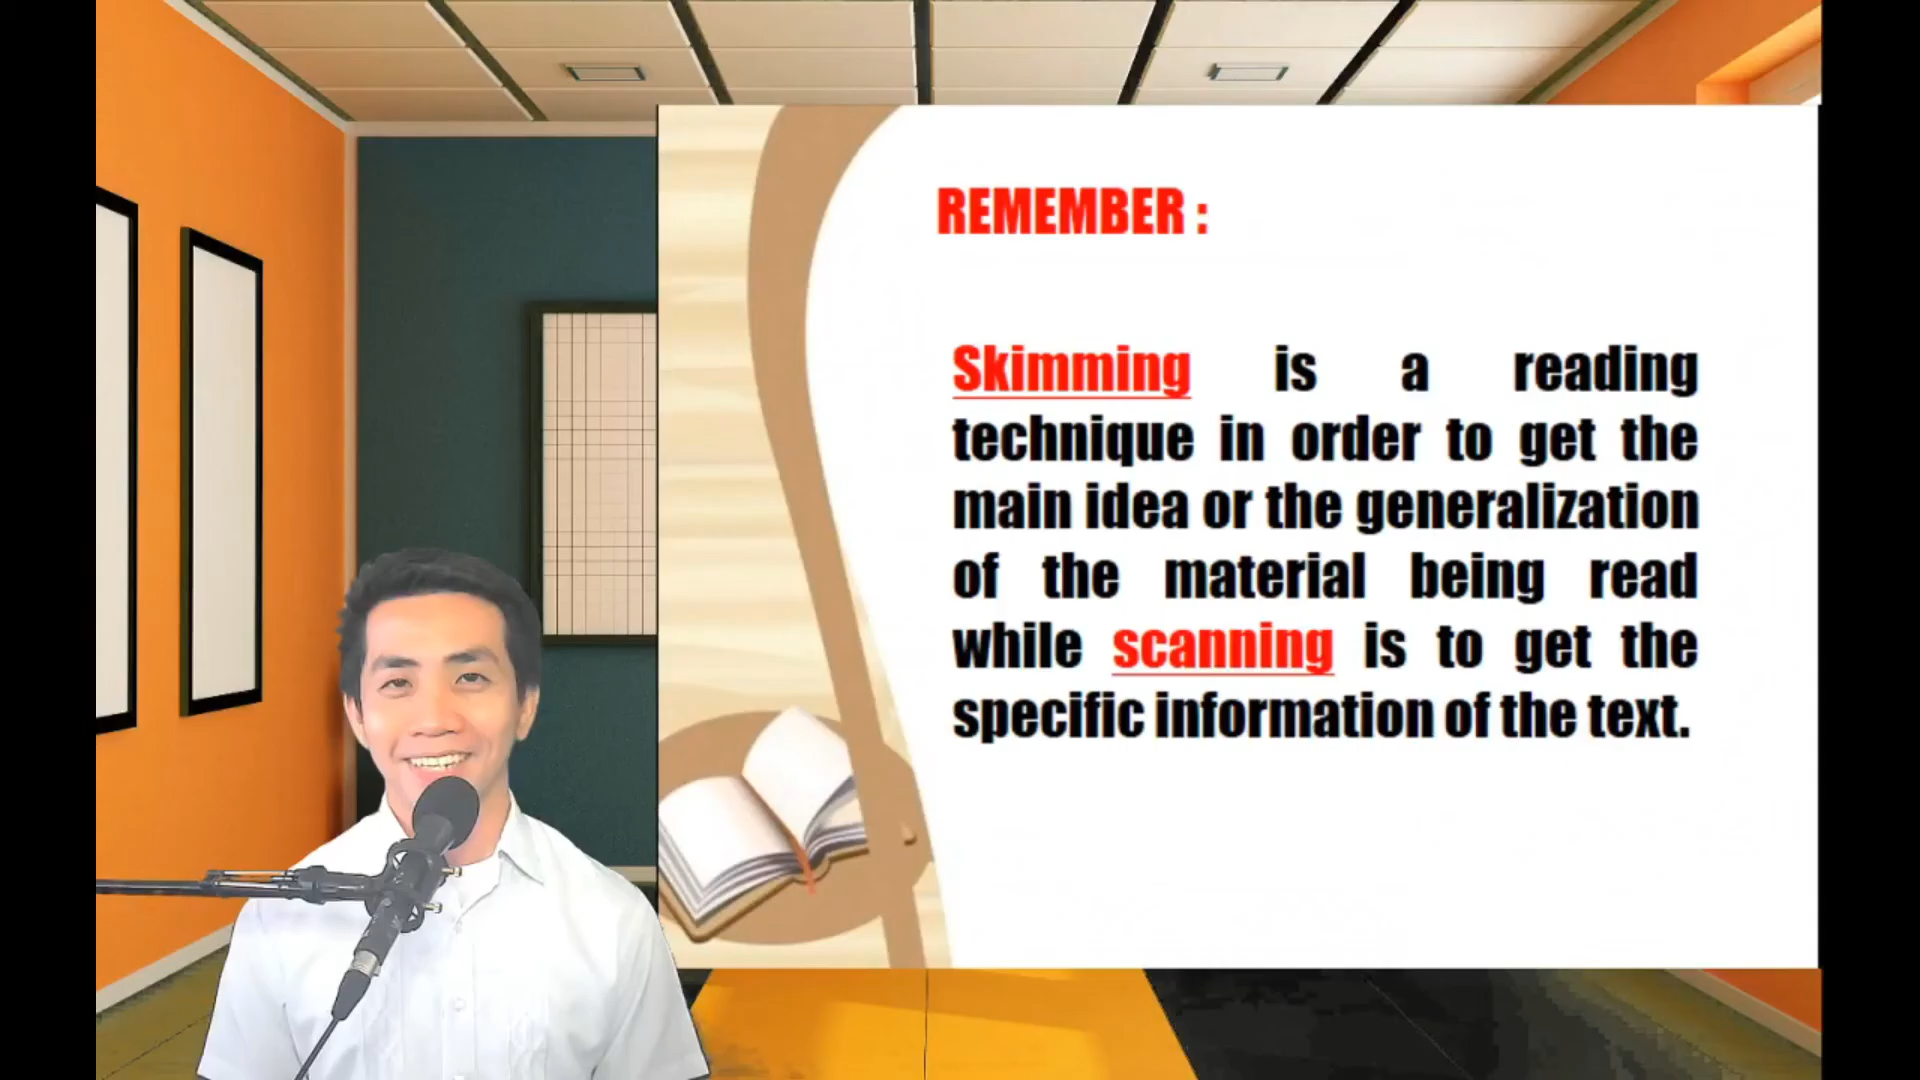 REMEMBER :
Skimming is a reading
technique in order to get the
main idea or the generalization
of the material being read
while scanning is to get the
specific information of the text.